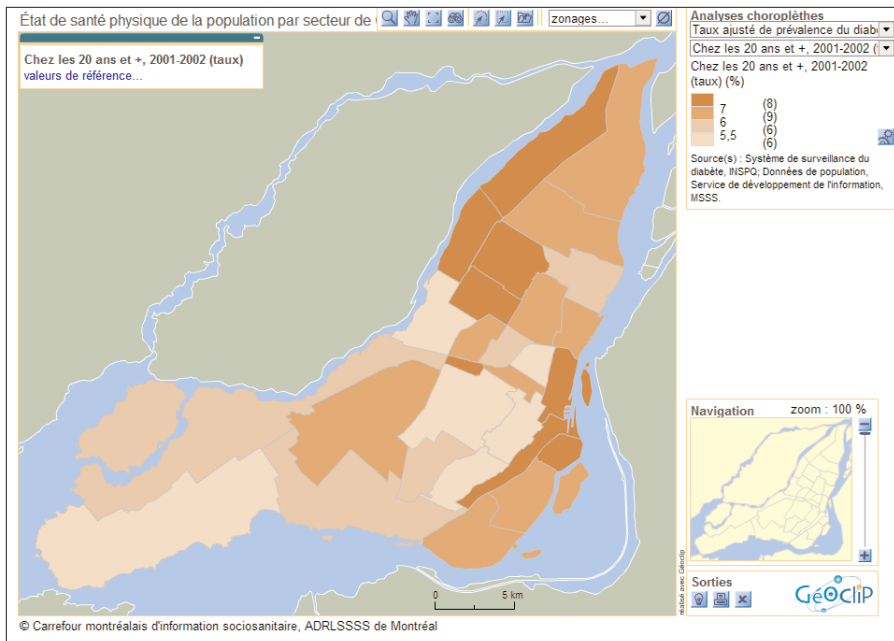 État de santé physique de la population par secteur de
zonages...
Chez les 20 ans et +, 2001-2002 (taux)
valeurs de référence...
Analyses choroplèthes
Taux ajusté de prévalence du diab
Chez les 20 ans et +, 2001-2002 (
Chez les 20 ans et +, 2001-2002
(taux) (%)
7 (8)
6 (9)
5,5 (6)
(6)
Source(s) : Système de surveillance du
diabète, INSPQ; Données de population,
Service de développement de l'information,
MSSS.
Navigation zoom : 100 %
réalisé avec Géoclip
Sorties
GéOclip
0 5 km
© Carrefour montréalais d'information sociosanitaire, ADRLSSSS de Montréal